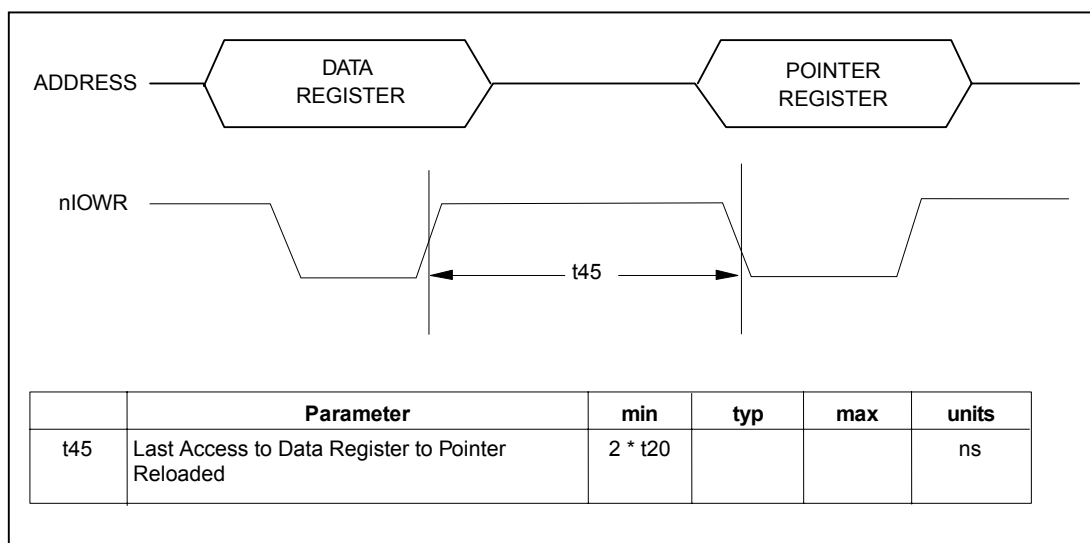 ADDRESS
DATA
REGISTER
POINTER
REGISTER
nIOWR
t45
Parameter min typ max units
t45 Last Access to Data Register to Pointer 2 * t20 ns
Reloaded